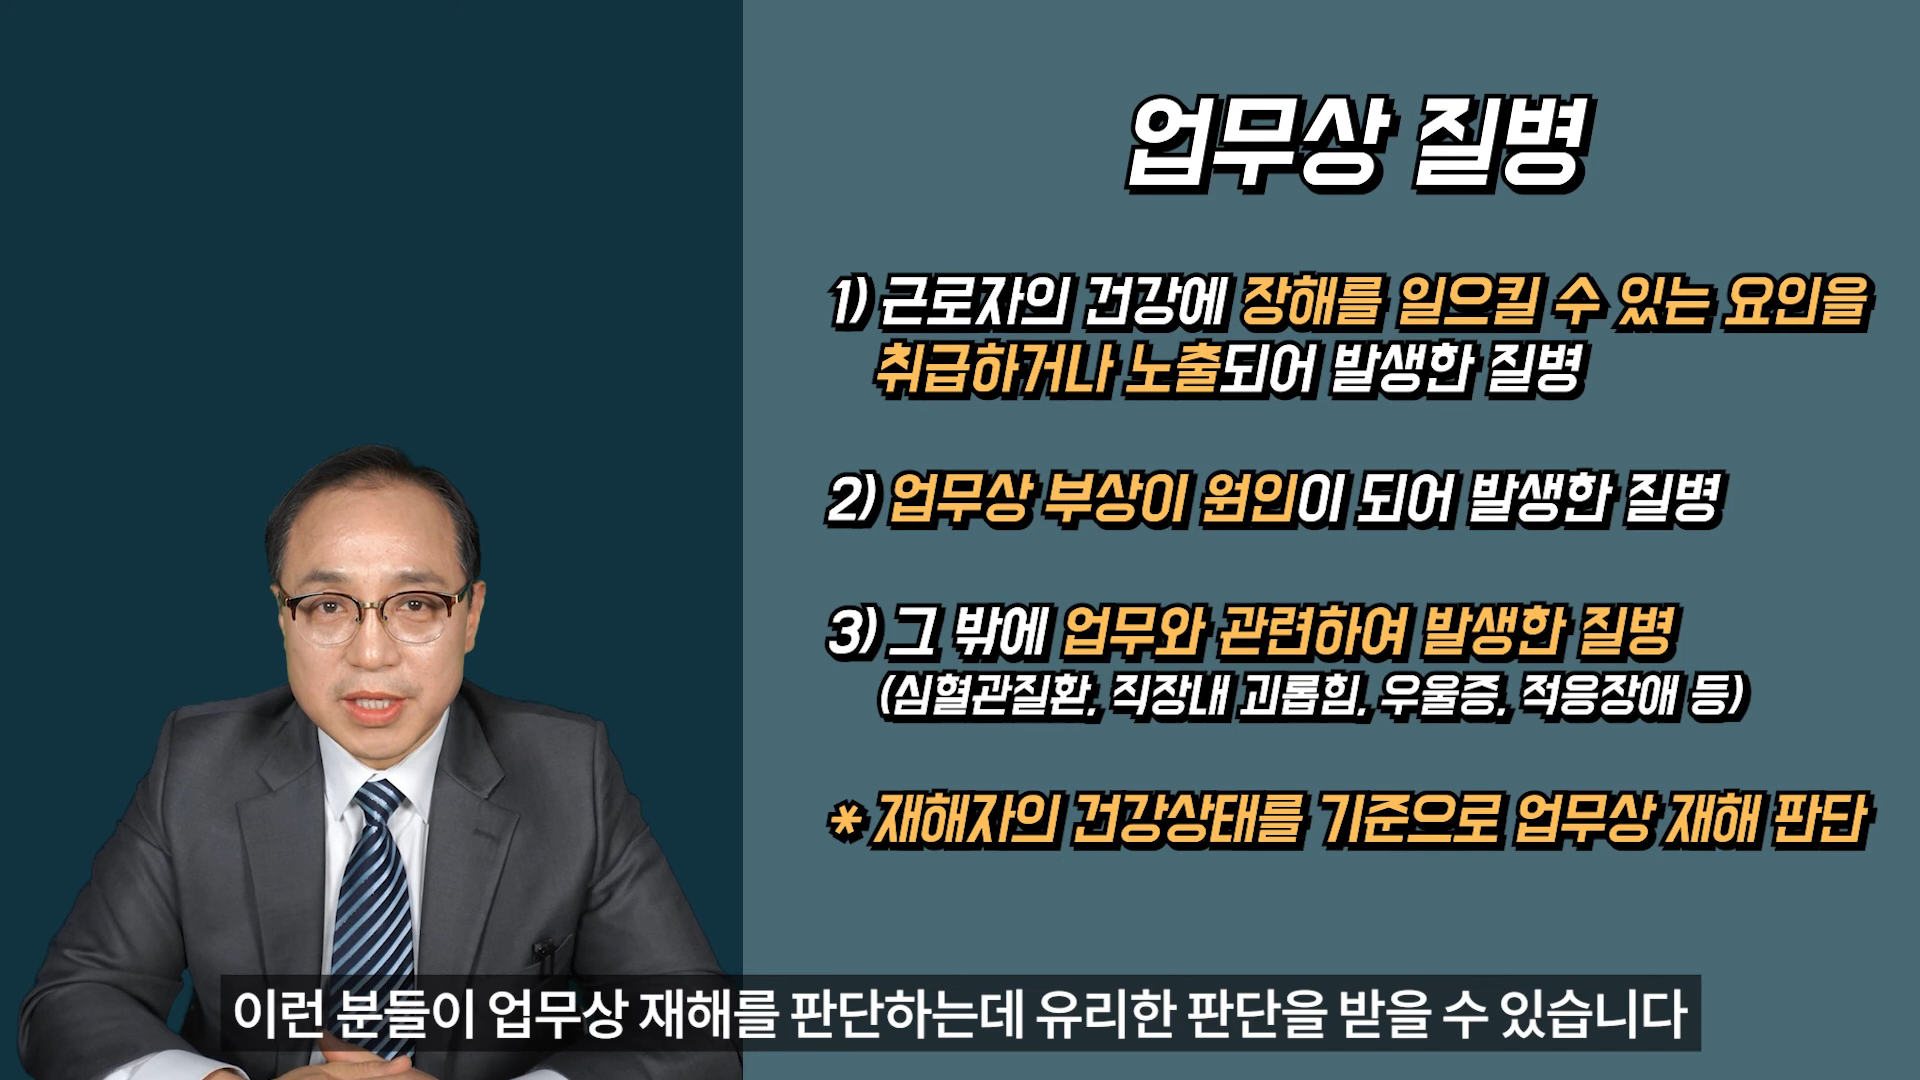 업무상 질병
1) 근로자의 건강에 장해를 일으킬 수 있는 요인을
취급하거나 노출되어 발생한 질병
2) 업무상 부상이 원인이 되어 발생한 질병
3) 그 밖에 업무와 관련하여 발생한 질병
(심혈관질환, 직장내 괴롭힘, 우울증, 적응장애 등)
* 재해자의 건강상태를 기준으로 업무상 재해 판단
이런 분들이 업무상 재해를 판단하는데 유리한 판단을 받을 수 있습니다